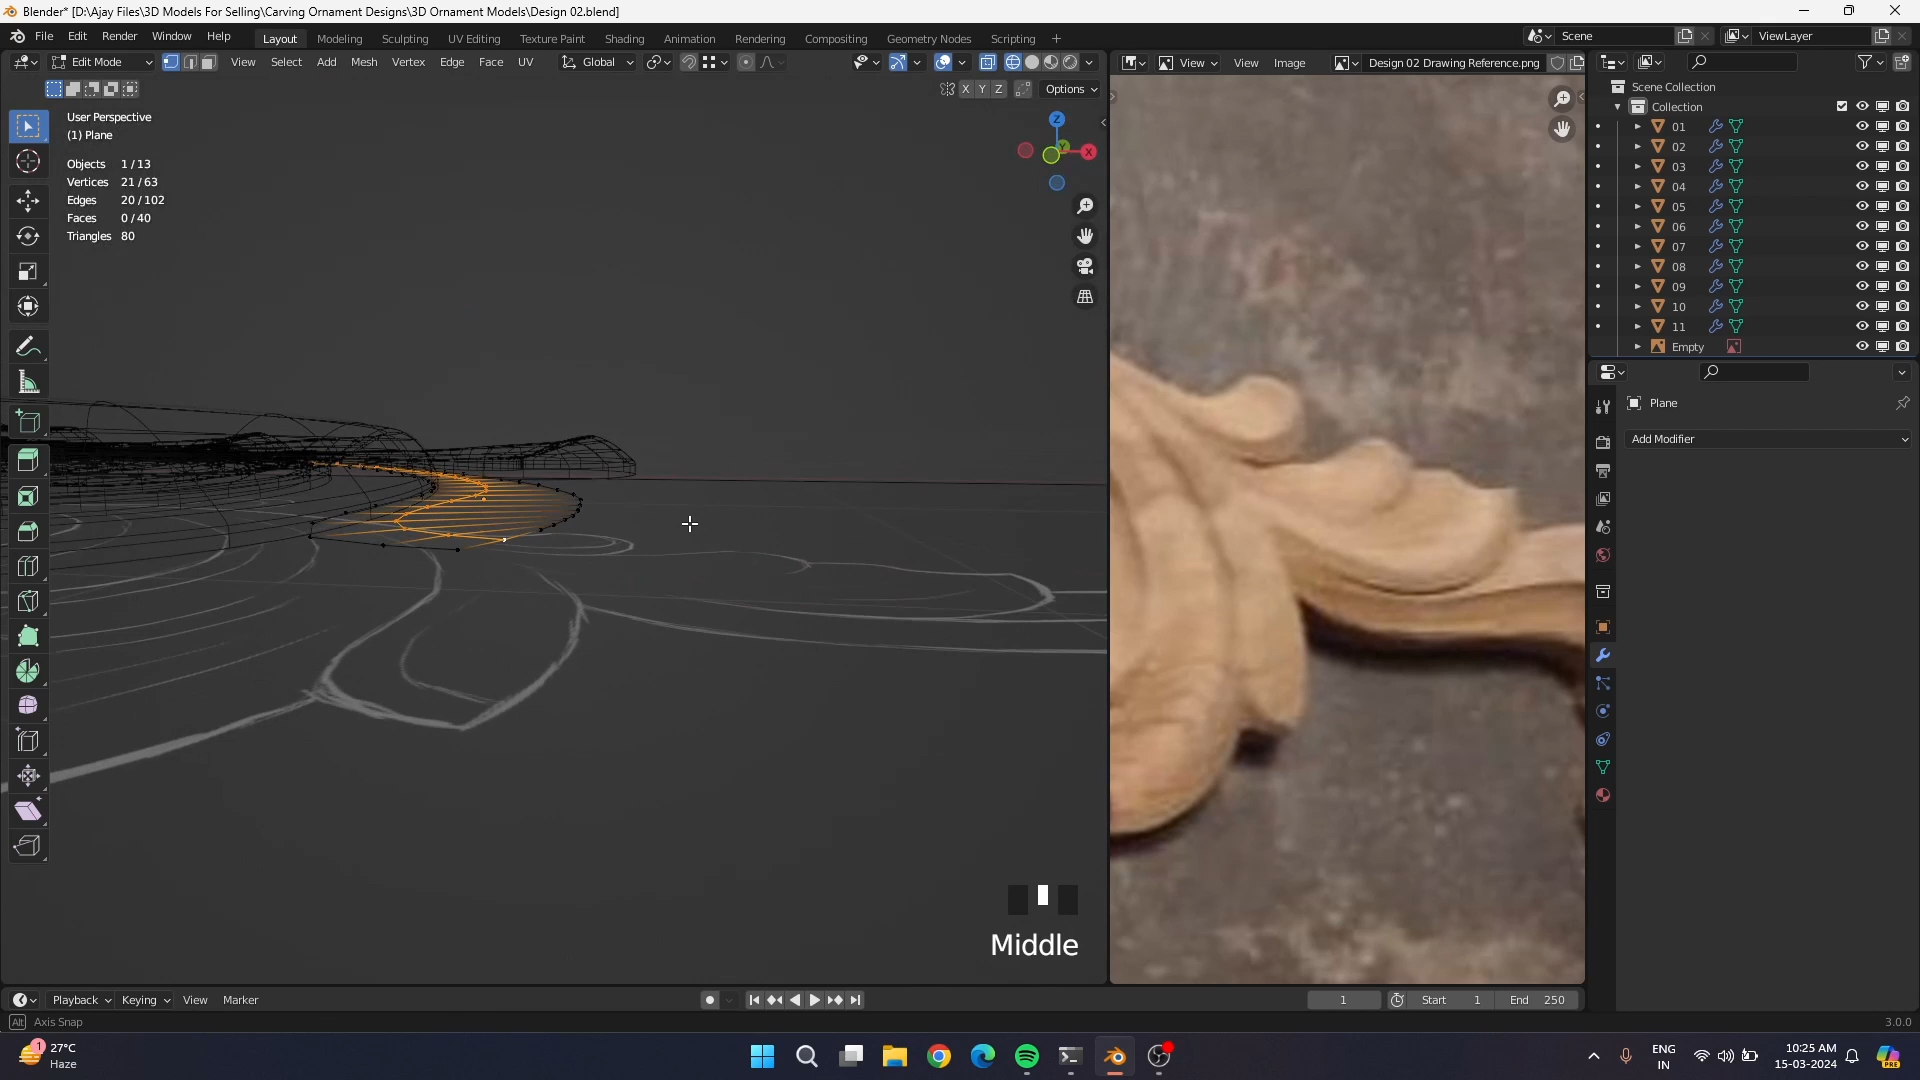 Blender* [D:\Ajay Files\3D Models For Selling\Carving Ornament Designs\3D Ornament Models\Design 02.blend]
File Edit Render Window Help Layout Modeling Sculpting UV Editing Texture Paint Shading Animation Rendering Compositing Geometry Nodes Scripting + Scene ViewLayer
Edit Mode View Select Add Mesh Vertex Edge Face UV Global View View Image Design 02 Drawing Reference.png
X Y Z Options
User Perspective
(1) Plane
Objects 1/13
Vertices 21/63
Edges 20/102
Faces 0/40
Triangles 80
Z
Y
X
Scene Collection
Collection
01
02
03
04
05
06
07
08
09
10
11
Empty
Plane
Add Modifier
Middle
Playback Keying View Marker 1 Start 1 End 250
Alt Axis Snap 3.0.0
1
27°C
Haze
ENG
IN
10:25 AM
15-03-2024
PRE